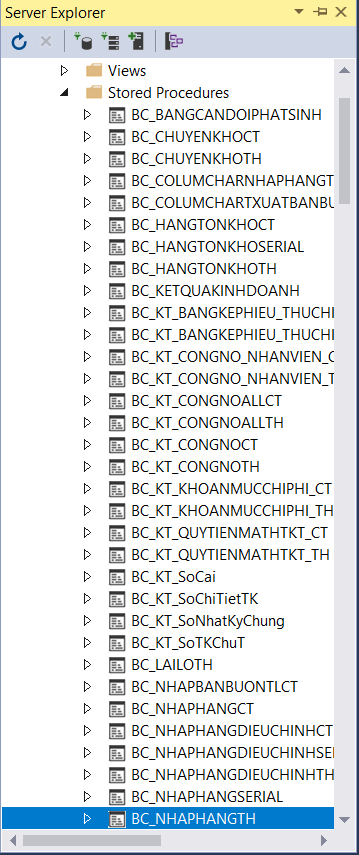 Server Explorer
Views
Stored Procedures
BC_BANGCANDOIPHATSINH
BC_CHUYENKHOCT
BC_CHUYENKHOTH
BC_COLUMCHARNHAPHANGT
BC_COLUMCHARTXUATBANBU
BC_HANGTONKHOCT
BC_HANGTONKHOSERIAL
BC_HANGTONKHOTH
BC_KETQUAKINHDOANH
BC_KT_BANGKEPHIEU_THUCHI
BC_KT_BANGKEPHIEU_THUCHI
BC_KT_CONGNO_NHANVIEN_C
BC_KT_CONGNO_NHANVIEN_T
BC_KT_CONGNOALLCT
BC_KT_CONGNOALLTH
BC_KT_CONGNOCT
BC_KT_CONGNOTH
BC_KT_KHOANMUCCHIPHI_CT
BC_KT_KHOANMUCCHIPHI_TH
BC_KT_QUYTIENMATHTKT_CT
BC_KT_QUYTIENMATHTKT_TH
BC_KT_SoCai
BC_KT_SoChiTietTK
BC_KT_SoNhatKyChung
BC_KT_SoTKChuT
BC_LAILOTH
BC_NHAPBANBUONTLCT
BC_NHAPHANGCT
BC_NHAPHANGDIEUCHINHCT
BC_NHAPHANGDIEUCHINHSEI
BC_NHAPHANGDIEUCHINHTH
BC_NHAPHANGSERIAL
BC_NHAPHANGTH